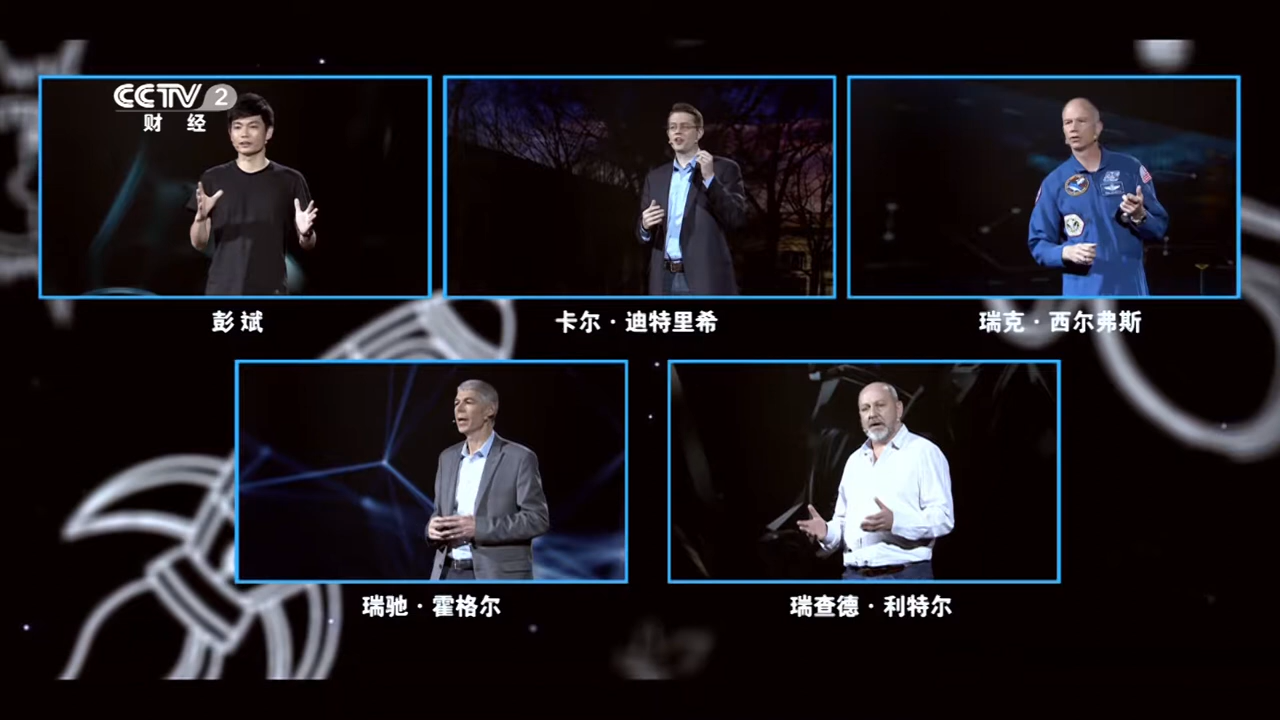 CCTV 2
财 经
彭 斌
卡尔·迪特里希
瑞克·西尔弗斯
瑞驰·霍格尔
瑞查德·利特尔